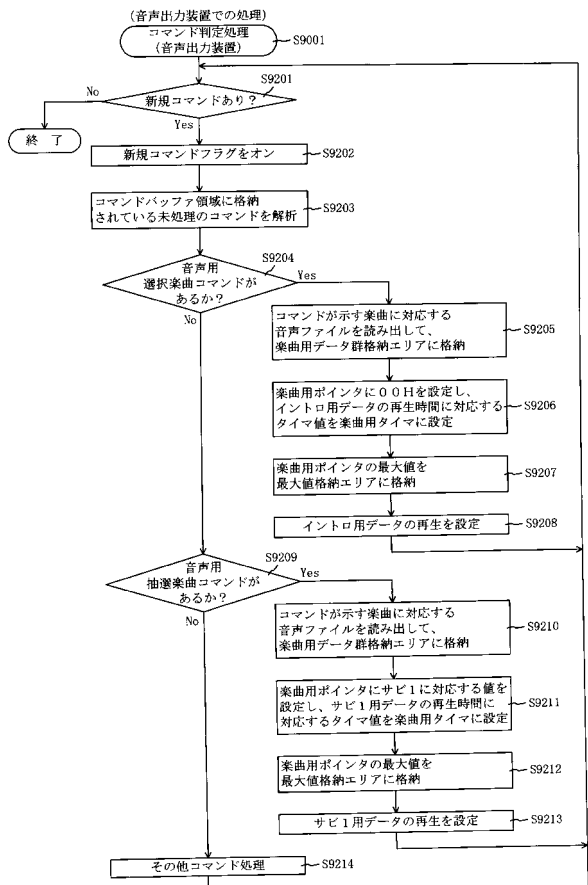 (音声出力装置での処理)
コマンド判定処理
(音声出力装置)
S9001
S9201
No
新規コマンドあり?
終 了
Yes
新規コマンドフラグをオン
S9202
コマンドバッファ領域に格納
されている未処理のコマンドを解析
S9203
S9204
音声用
選択楽曲コマンドが
あるか?
Yes
No
コマンドが示す楽曲に対応する
音声ファイルを読み出して、
楽曲用データ群格納エリアに格納
S9205
楽曲用ポインタに00Hを設定し、
イントロ用データの再生時間に対応する
タイマ値を楽曲用タイマに設定
S9206
楽曲用ポインタの最大値を
最大値格納エリアに格納
S9207
イントロ用データの再生を設定
S9208
S9209
音声用
抽選楽曲コマンドが
あるか?
Yes
No
コマンドが示す楽曲に対応する
音声ファイルを読み出して、
楽曲用データ群格納エリアに格納
S9210
楽曲用ポインタにサビ1に対応する値を
設定し、サビ1用データの再生時間に
対応するタイマ値を楽曲用タイマに設定
S9211
楽曲用ポインタの最大値を
最大値格納エリアに格納
S9212
サビ1用データの再生を設定
S9213
その他コマンド処理
S9214